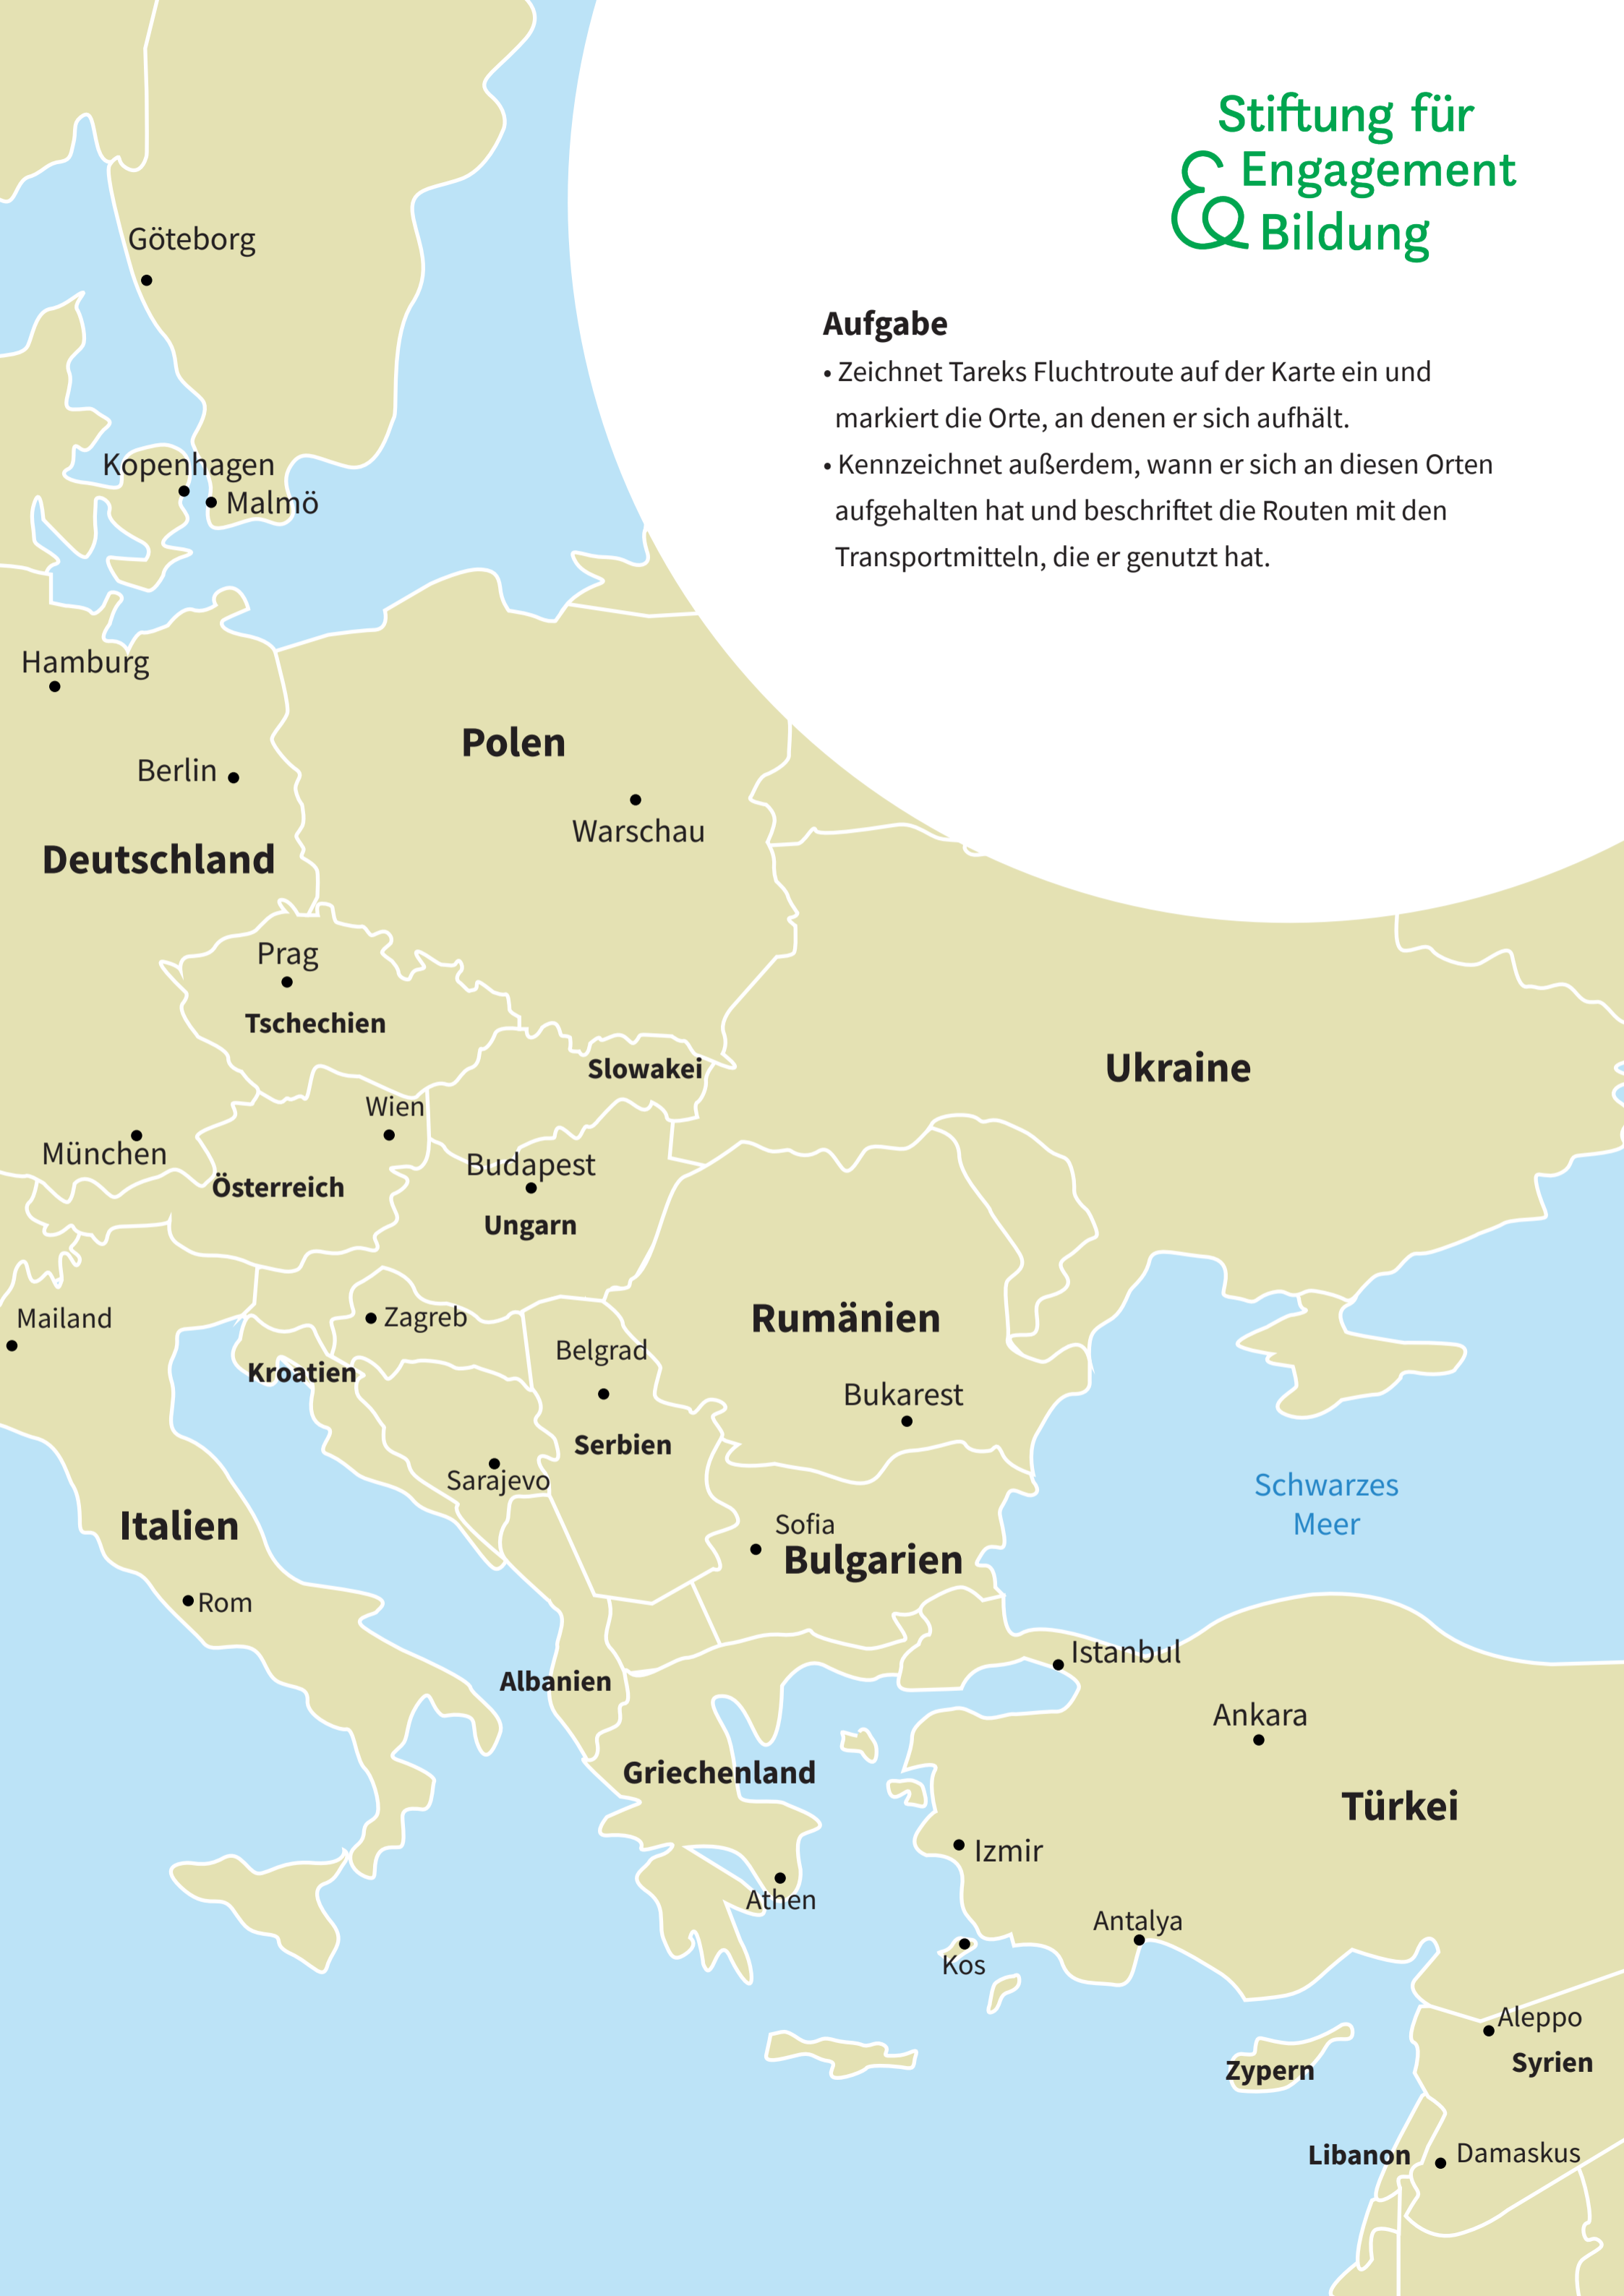 Stiftung für
Engagement
& Bildung
Aufgabe
• Zeichnet Tareks Fluchtroute auf der Karte ein und
markiert die Orte, an denen er sich aufhält.
• Kennzeichnet außerdem, wann er sich an diesen Orten
aufgehalten hat und beschriftet die Routen mit den
Transportmitteln, die er genutzt hat.
Göteborg
Kopenhagen
Malmö
Hamburg
Polen
Berlin
Warschau
Deutschland
Prag
Tschechien
Slowakei
Ukraine
Wien
München
Budapest
Österreich
Ungarn
Mailand
Zagreb
Rumänien
Belgrad
Kroatien
Bukarest
Serbien
Sarajevo
Schwarzes
Meer
Italien
Sofia
Bulgarien
Rom
Istanbul
Albanien
Ankara
Griechenland
Türkei
Izmir
Athen
Antalya
Kos
Aleppo
Syrien
Zypern
Libanon
Damaskus